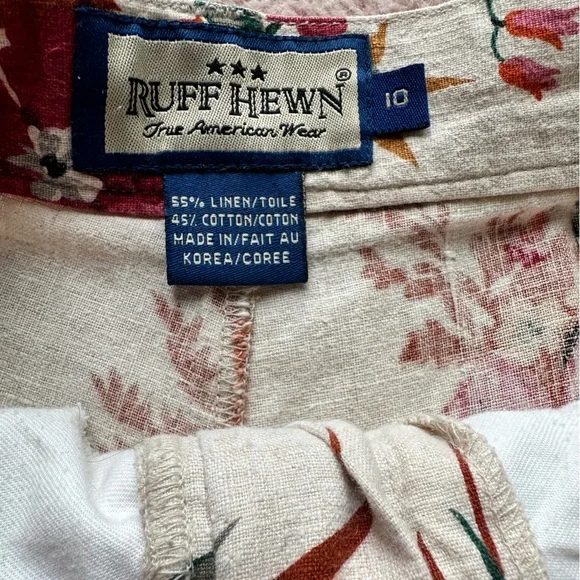 RUFF HEWN®
True American Wear
10
55% LINEN/TOILE
45% COTTON/COTON
MADE IN/FAIT AU
KOREA/COREE